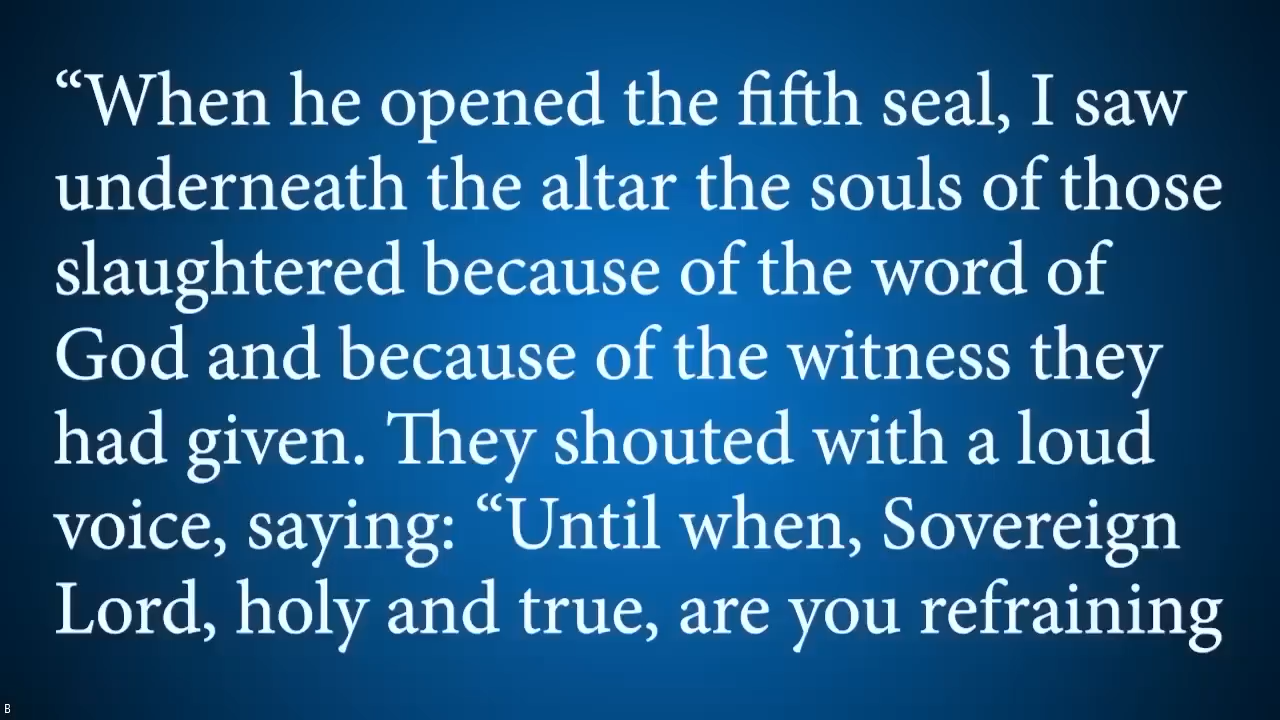 “When he opened the fifth seal, I saw
underneath the altar the souls of those
slaughtered because of the word of
God and because of the witness they
had given. They shouted with a loud
voice, saying: “Until when, Sovereign
Lord, holy and true, are you refraining
B